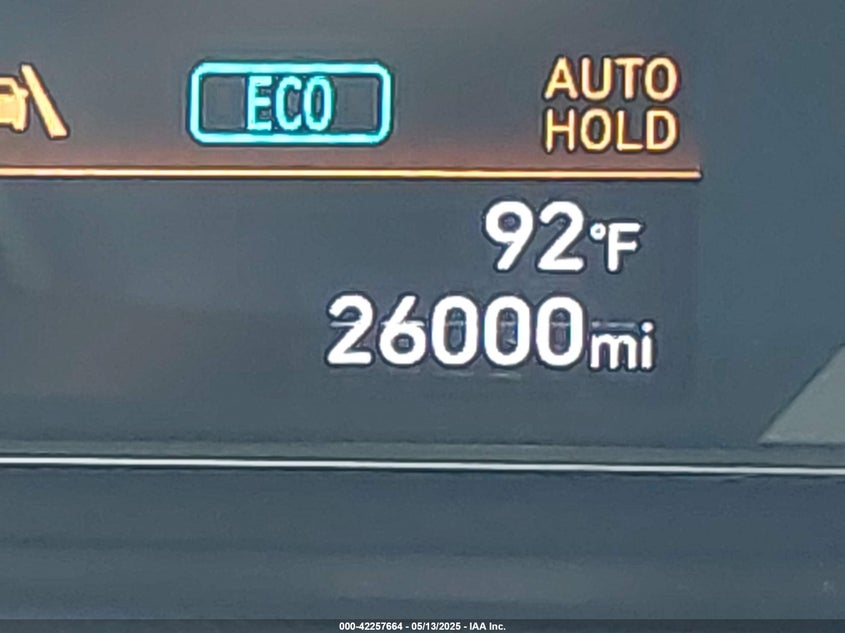 ECO
AUTO
HOLD
92°F
26000mi
000-42257664 - 05/13/2025 - IAA Inc.